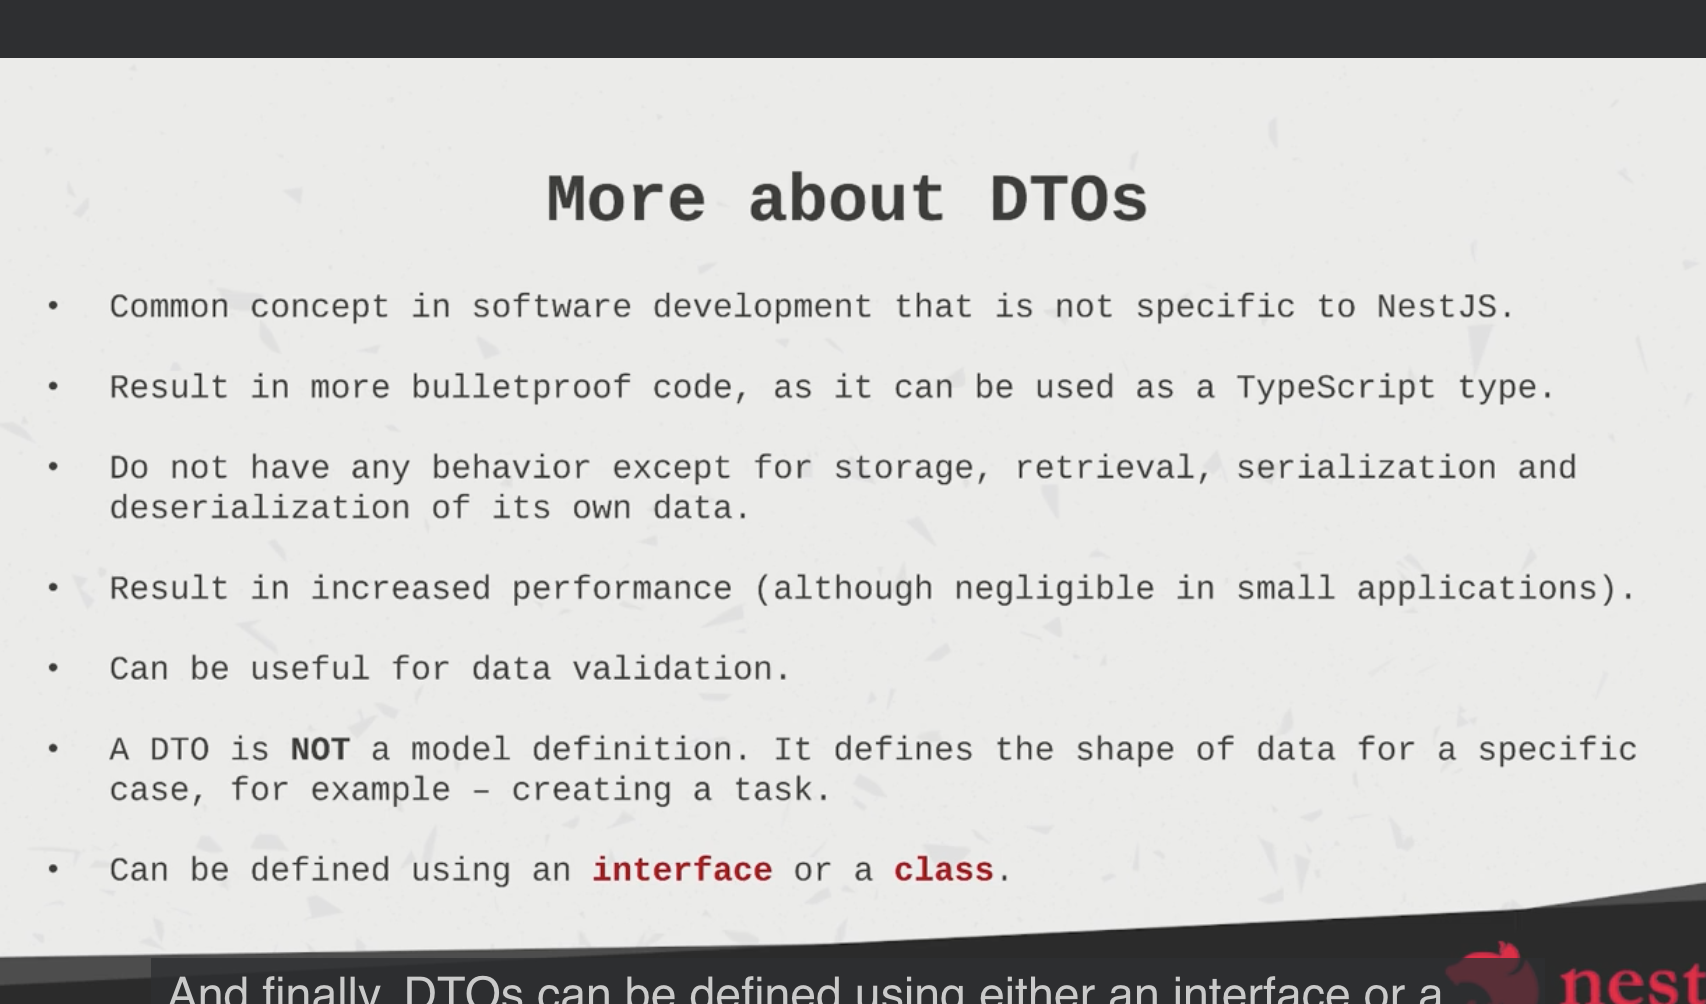 More about DTOs
• Common concept in software development that is not specific to NestJS.
• Result in more bulletproof code, as it can be used as a TypeScript type.
• Do not have any behavior except for storage, retrieval, serialization and
deserialization of its own data.
• Result in increased performance (although negligible in small applications).
• Can be useful for data validation.
• A DTO is NOT a model definition. It defines the shape of data for a specific
case, for example – creating a task.
• Can be defined using an interface or a class.
And finally, DTOs can be defined using either an interface or a
nest